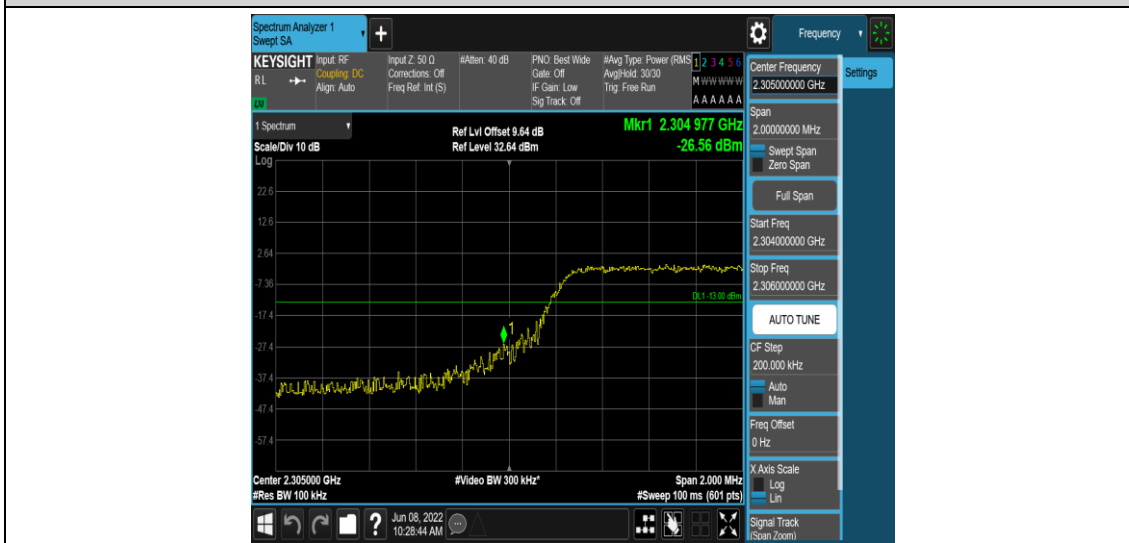 Spectrum Analyzer 1
Swept SA
+
Frequency
KEYSIGHT
RL
LXI
Input: RF
Coupling: DC
Align: Auto
Input Z: 50 Ω
Corrections: Off
Freq Ref: Int (S)
#Atten: 40 dB
PNO: Best Wide
Gate: Off
IF Gain: Low
Sig Track: Off
#Avg Type: Power (RMS
Avg|Hold: 30/30
Trig: Free Run
1 2 3 4 5 6
M W W W W W
A A A A A A
1 Spectrum
Scale/Div 10 dB
Ref Lvl Offset 9.64 dB
Ref Level 32.64 dBm
Mkr1 2.304 977 GHz
-26.56 dBm
Log
22.6
12.6
2.64
-7.36
-17.4
-27.4
-37.4
-47.4
-57.4
DL1 -13.00 dBm
1
Center 2.305000 GHz
#Res BW 100 kHz
#Video BW 300 kHz*
Span 2.000 MHz
#Sweep 100 ms (601 pts)
Center Frequency
2.305000000 GHz
Settings
Span
2.00000000 MHz
Swept Span
Zero Span
Full Span
Start Freq
2.304000000 GHz
Stop Freq
2.306000000 GHz
AUTO TUNE
CF Step
200.000 kHz
Auto
Man
Freq Offset
0 Hz
X Axis Scale
Log
Lin
Signal Track
(Span Zoom)
?
Jun 08, 2022
10:28:44 AM